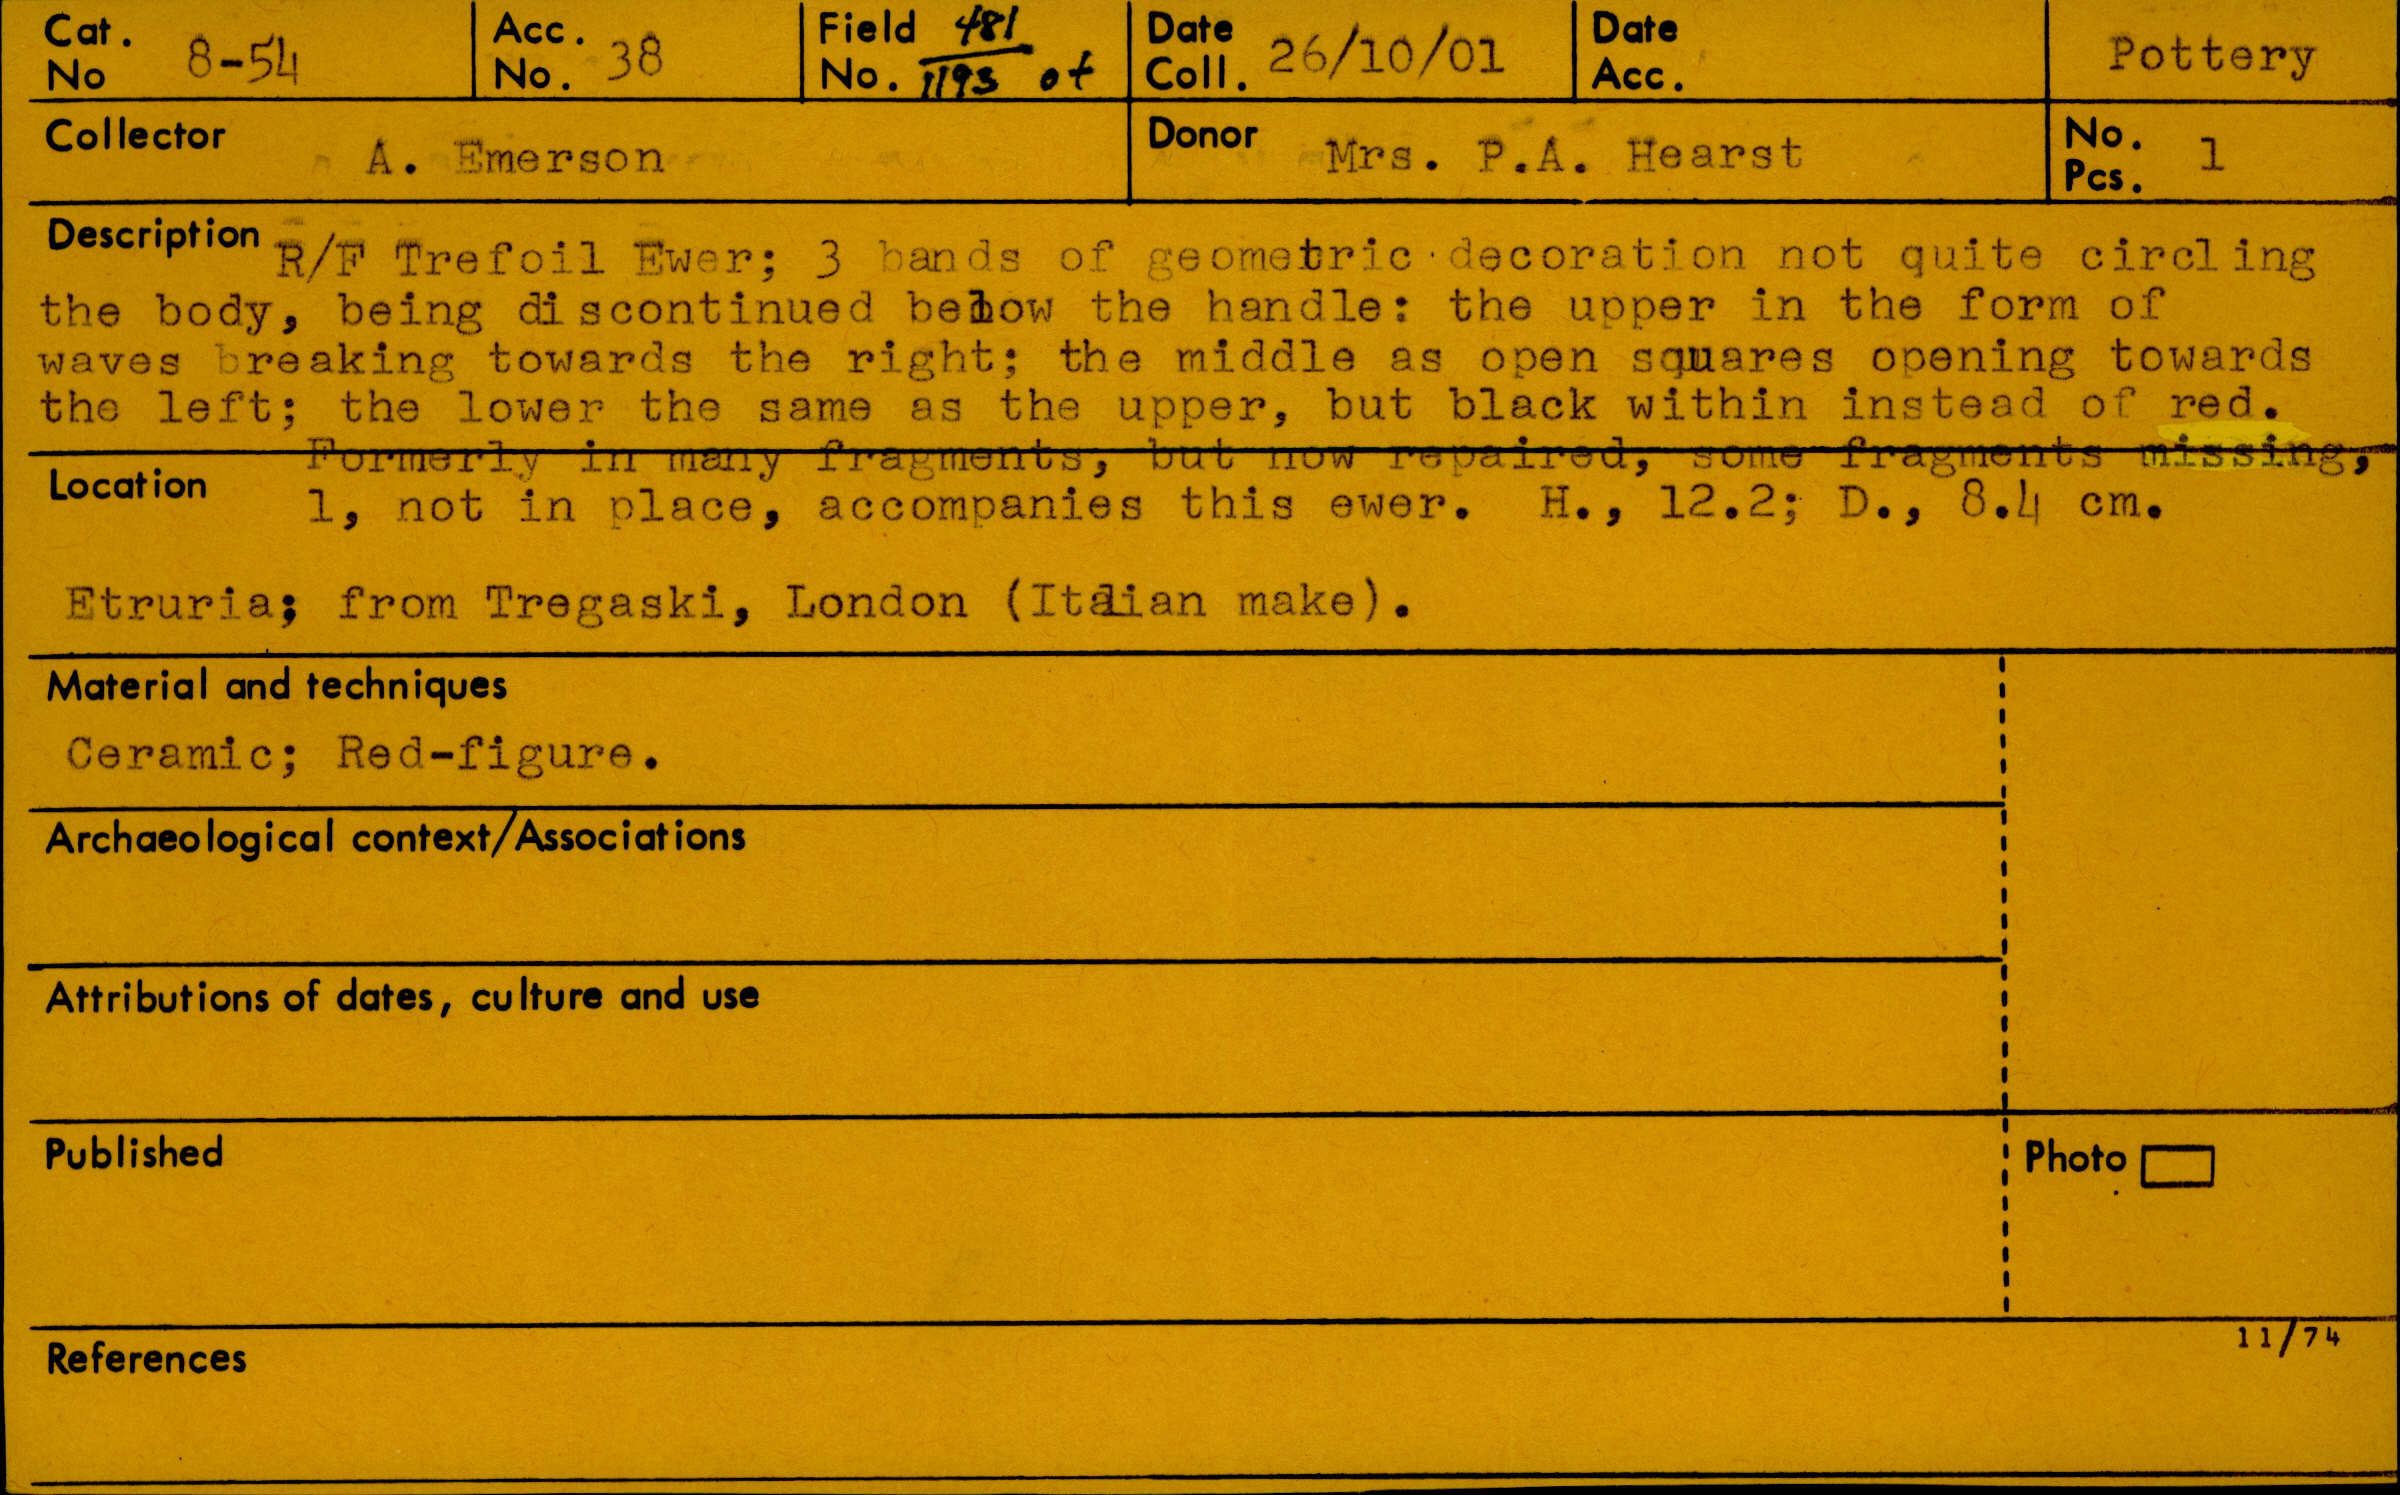 Cat. No 8-54 Acc. No. 38 Field No. 481/1193 of Date Coll. 26/10/01 Date Acc. Pottery
Collector A. Emerson Donor Mrs. P.A. Hearst No. Pcs. 1
Description R/F Trefoil Ewer; 3 bands of geometric decoration not quite circling
the body, being discontinued below the handle: the upper in the form of
waves breaking towards the right; the middle as open squares opening towards
the left; the lower the same as the upper, but black within instead of red.
Formerly in many fragments, but now repaired, some fragments missing,
Location 1, not in place, accompanies this ewer. H., 12.2; D., 8.4 cm.
Etruria; from Tregaski, London (Italian make).
Material and techniques
Ceramic; Red-figure.
Archaeological context/Associations
Attributions of dates, culture and use
Published
Photo
11/74
References